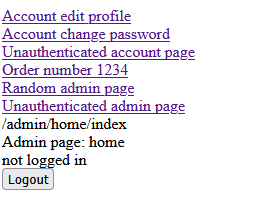 Account edit profile
Account change password
Unauthenticated account page
Order number 1234
Random admin page
Unauthenticated admin page
/admin/home/index
Admin page: home
not logged in
Logout